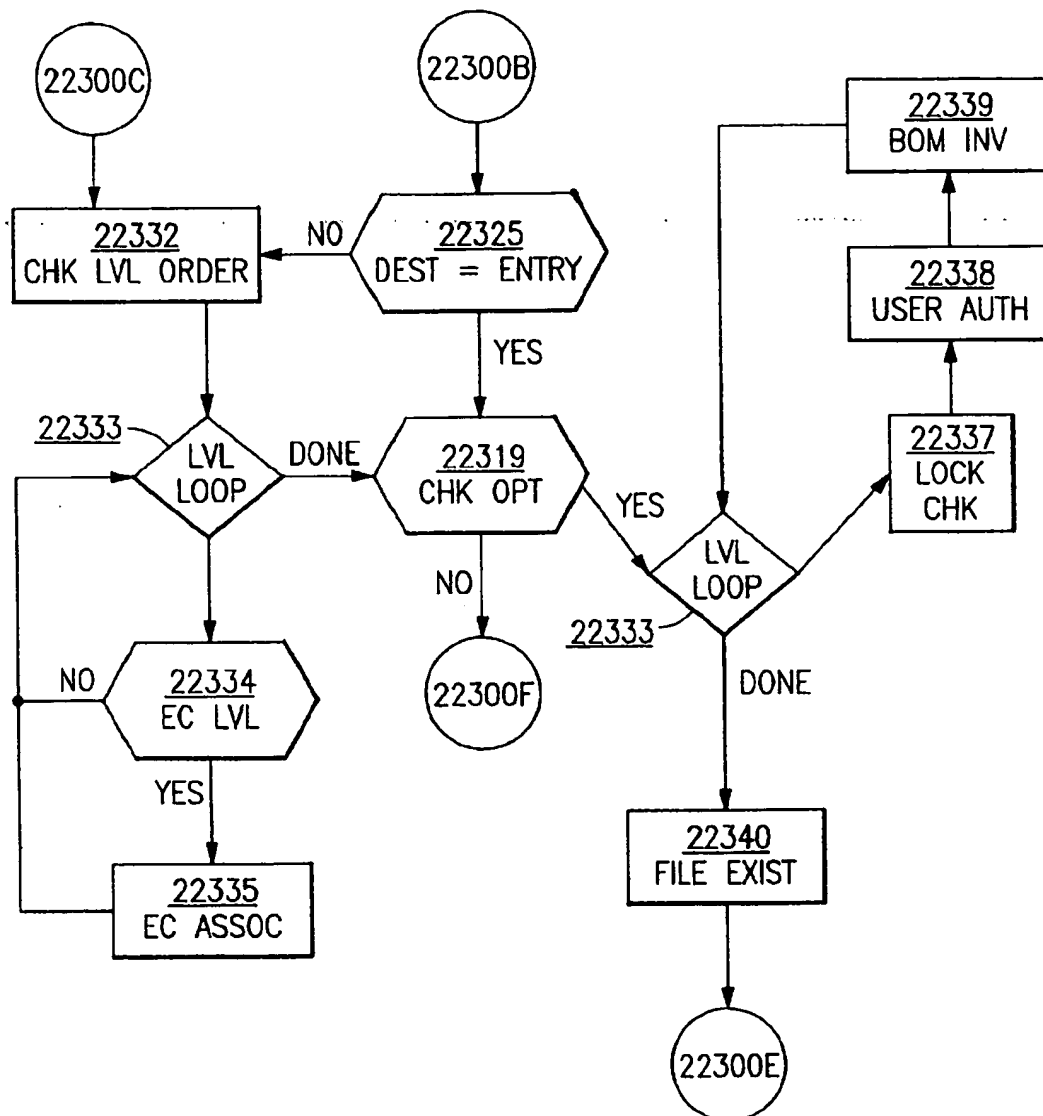 22300C
22300B
22339
BOM INV
22332
CHK LVL ORDER
NO
22325
DEST = ENTRY
22338
USER AUTH
YES
22333
LVL
LOOP
DONE
22319
CHK OPT
YES
22337
LOCK
CHK
NO
LVL
LOOP
22333
NO
22334
EC LVL
22300F
DONE
YES
22335
EC ASSOC
22340
FILE EXIST
22300E